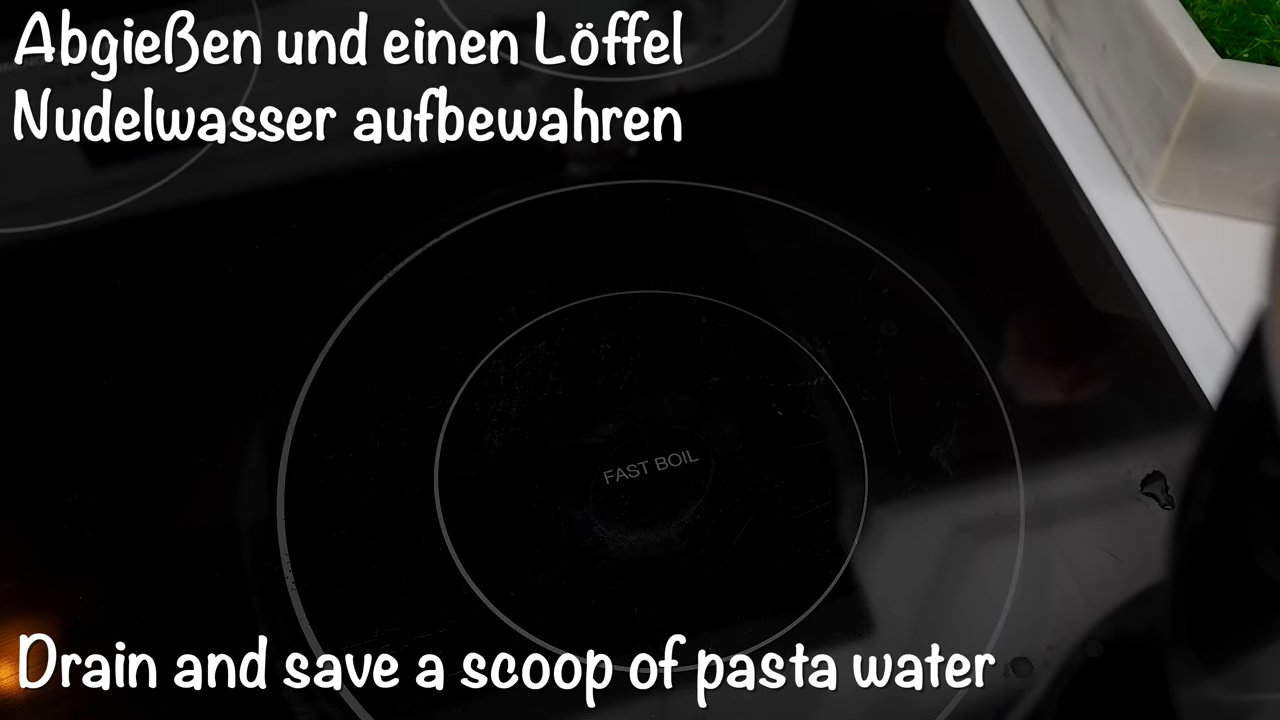 Abgießen und einen Löffel
Nudelwasser aufbewahren
FAST BOIL
Drain and save a scoop of pasta water